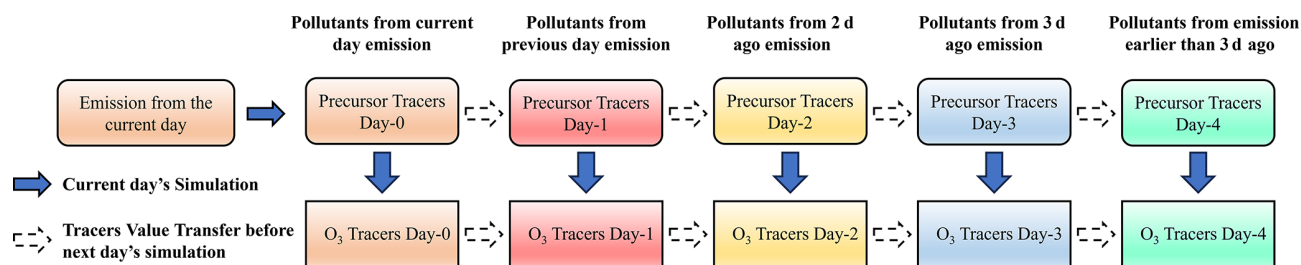 Pollutants from current
day emission
Pollutants from
previous day emission
Pollutants from 2 d
ago emission
Pollutants from 3 d
ago emission
Pollutants from emission
earlier than 3 d ago
Emission from the
current day
Precursor Tracers
Day-0
Precursor Tracers
Day-1
Precursor Tracers
Day-2
Precursor Tracers
Day-3
Precursor Tracers
Day-4
Current day's Simulation
Tracers Value Transfer before
next day's simulation
O₃ Tracers Day-0
O₃ Tracers Day-1
O₃ Tracers Day-2
O₃ Tracers Day-3
O₃ Tracers Day-4